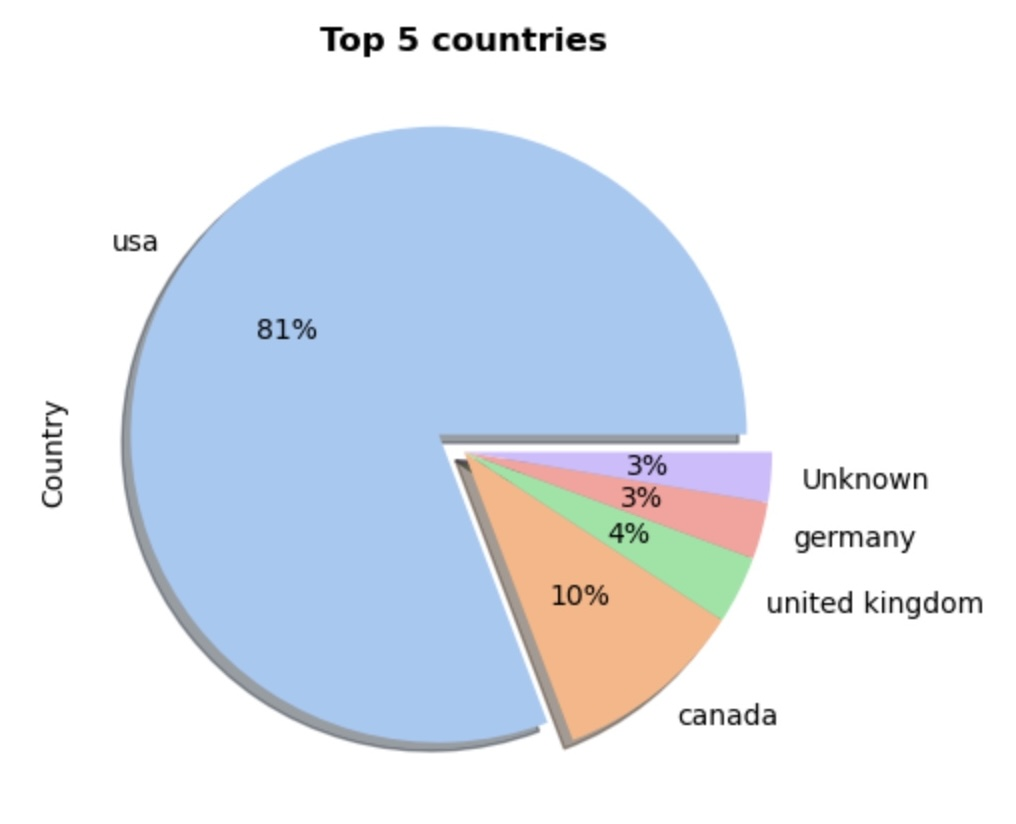 Top 5 countries
usa
81%
Country
3%
Unknown
3%
germany
4%
united kingdom
10%
canada